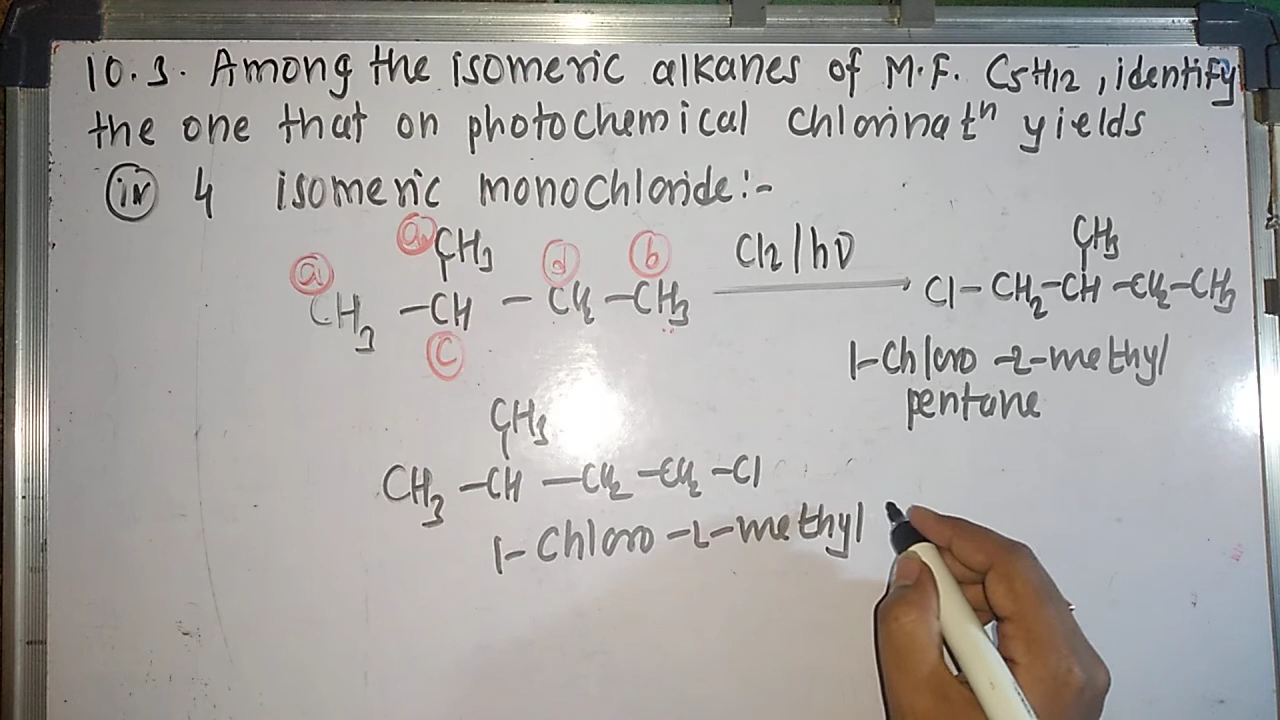 10.3. Among the isomeric alkanes of M.F. C5H12, identify
the one that on photochemical Chlorinatn yields
(iv) 4 isomeric monochloride:-
a CH3
a d b
CH3 -CH - CH2 -CH3
c
Cl2/hν
CH3
Cl-CH2-CH-CH2-CH3
1-Chloro-2-methyl
pentane
CH3
CH3 -CH -CH2 -CH2 -Cl
1-Chloro-2-methyl